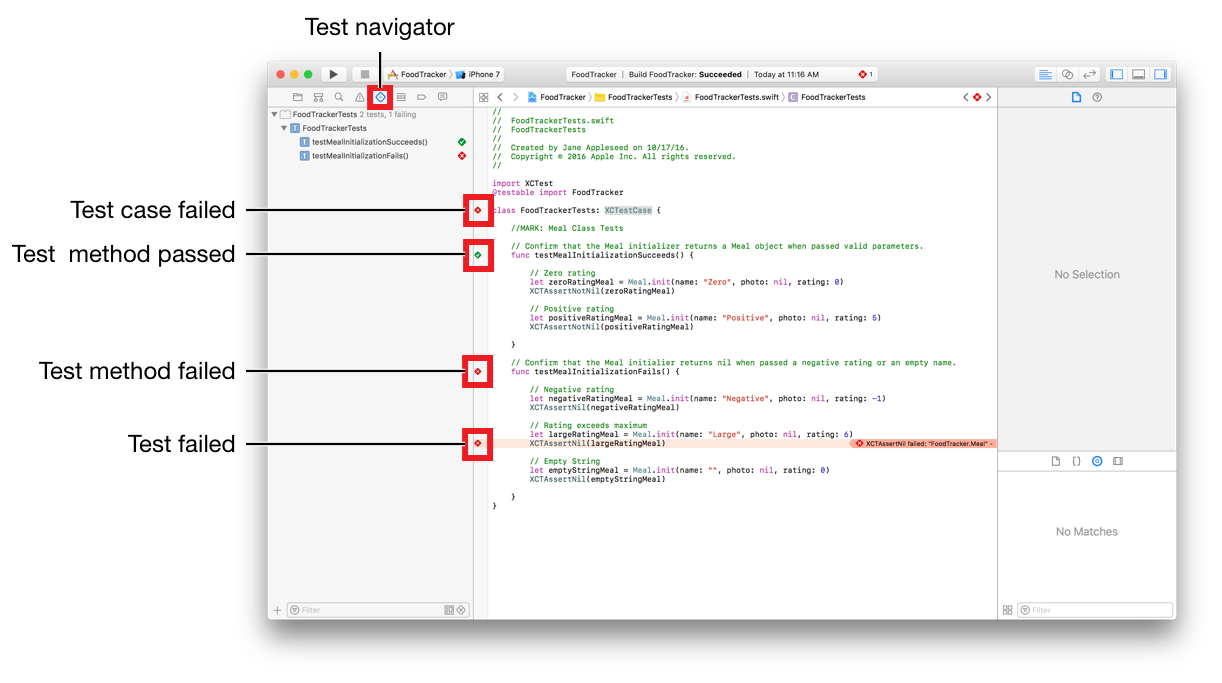 Test navigator
FoodTracker iPhone 7
FoodTracker | Build FoodTracker: Succeeded | Today at 11:16 AM
1
FoodTracker FoodTrackerTests FoodTrackerTests.swift C FoodTrackerTests
FoodTrackerTests 2 tests, 1 failing
T FoodTrackerTests
t testMealInitializationSucceeds()
t testMealInitializationFails()
Filter
Test case failed
Test method passed
Test method failed
Test failed
//
// FoodTrackerTests.swift
// FoodTrackerTests
//
// Created by Jane Appleseed on 10/17/16.
// Copyright © 2016 Apple Inc. All rights reserved.
//
import XCTest
@testable import FoodTracker
class FoodTrackerTests: XCTestCase {
//MARK: Meal Class Tests
// Confirm that the Meal initializer returns a Meal object when passed valid parameters.
func testMealInitializationSucceeds() {
// Zero rating
let zeroRatingMeal = Meal.init(name: "Zero", photo: nil, rating: 0)
XCTAssertNotNil(zeroRatingMeal)
// Positive rating
let positiveRatingMeal = Meal.init(name: "Positive", photo: nil, rating: 5)
XCTAssertNotNil(positiveRatingMeal)
}
// Confirm that the Meal initialier returns nil when passed a negative rating or an empty name.
func testMealInitializationFails() {
// Negative rating
let negativeRatingMeal = Meal.init(name: "Negative", photo: nil, rating: -1)
XCTAssertNil(negativeRatingMeal)
// Rating exceeds maximum
let largeRatingMeal = Meal.init(name: "Large", photo: nil, rating: 6)
XCTAssertNil(largeRatingMeal) XCTAssertNil failed: "FoodTracker.Meal" -
// Empty String
let emptyStringMeal = Meal.init(name: "", photo: nil, rating: 0)
XCTAssertNil(emptyStringMeal)
}
}
No Selection
No Matches
Filter